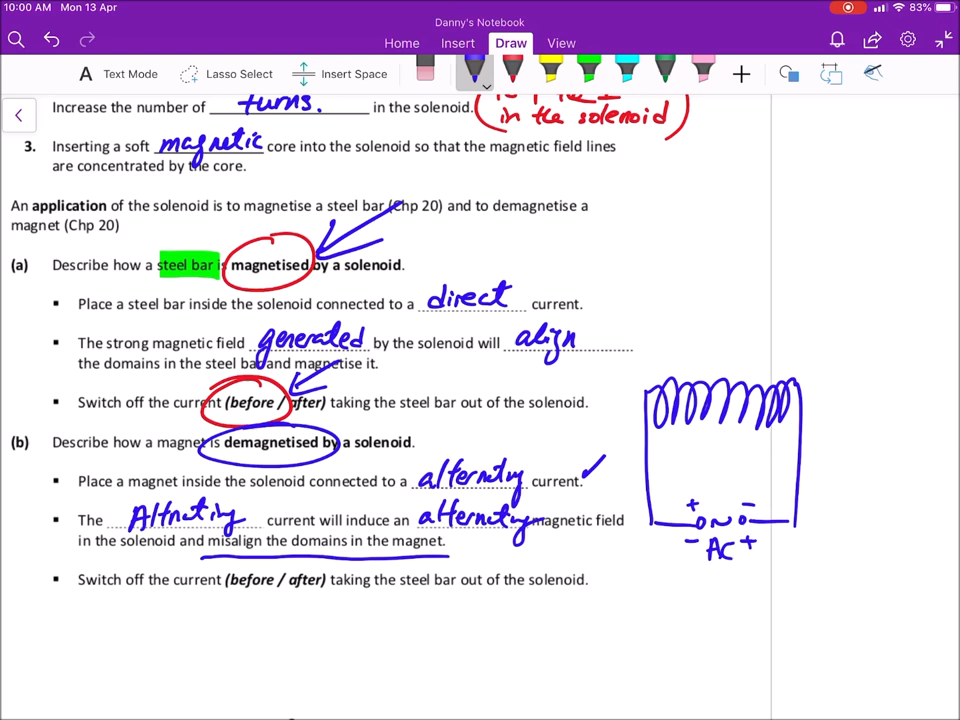 10:00 AM Mon 13 Apr
83%
Danny's Notebook
Home Insert Draw View
A Text Mode Lasso Select Insert Space
Increase the number of turns. in the solenoid.
in the solenoid)
3. Inserting a soft magnetic core into the solenoid so that the magnetic field lines
are concentrated by the core.
An application of the solenoid is to magnetise a steel bar (Chp 20) and to demagnetise a
magnet (Chp 20)
(a) Describe how a steel bar is magnetised by a solenoid.
▪ Place a steel bar inside the solenoid connected to a direct current.
▪ The strong magnetic field generated by the solenoid will align
the domains in the steel bar and magnetise it.
▪ Switch off the current (before / after) taking the steel bar out of the solenoid.
(b) Describe how a magnet is demagnetised by a solenoid.
▪ Place a magnet inside the solenoid connected to a alternating current.
▪ The Altnating current will induce an alternating magnetic field
in the solenoid and misalign the domains in the magnet.
▪ Switch off the current (before / after) taking the steel bar out of the solenoid.
+ −
− AC +